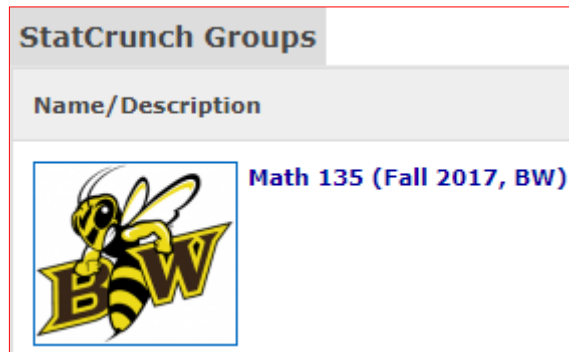 StatCrunch Groups
Name/Description
Math 135 (Fall 2017, BW)
BW